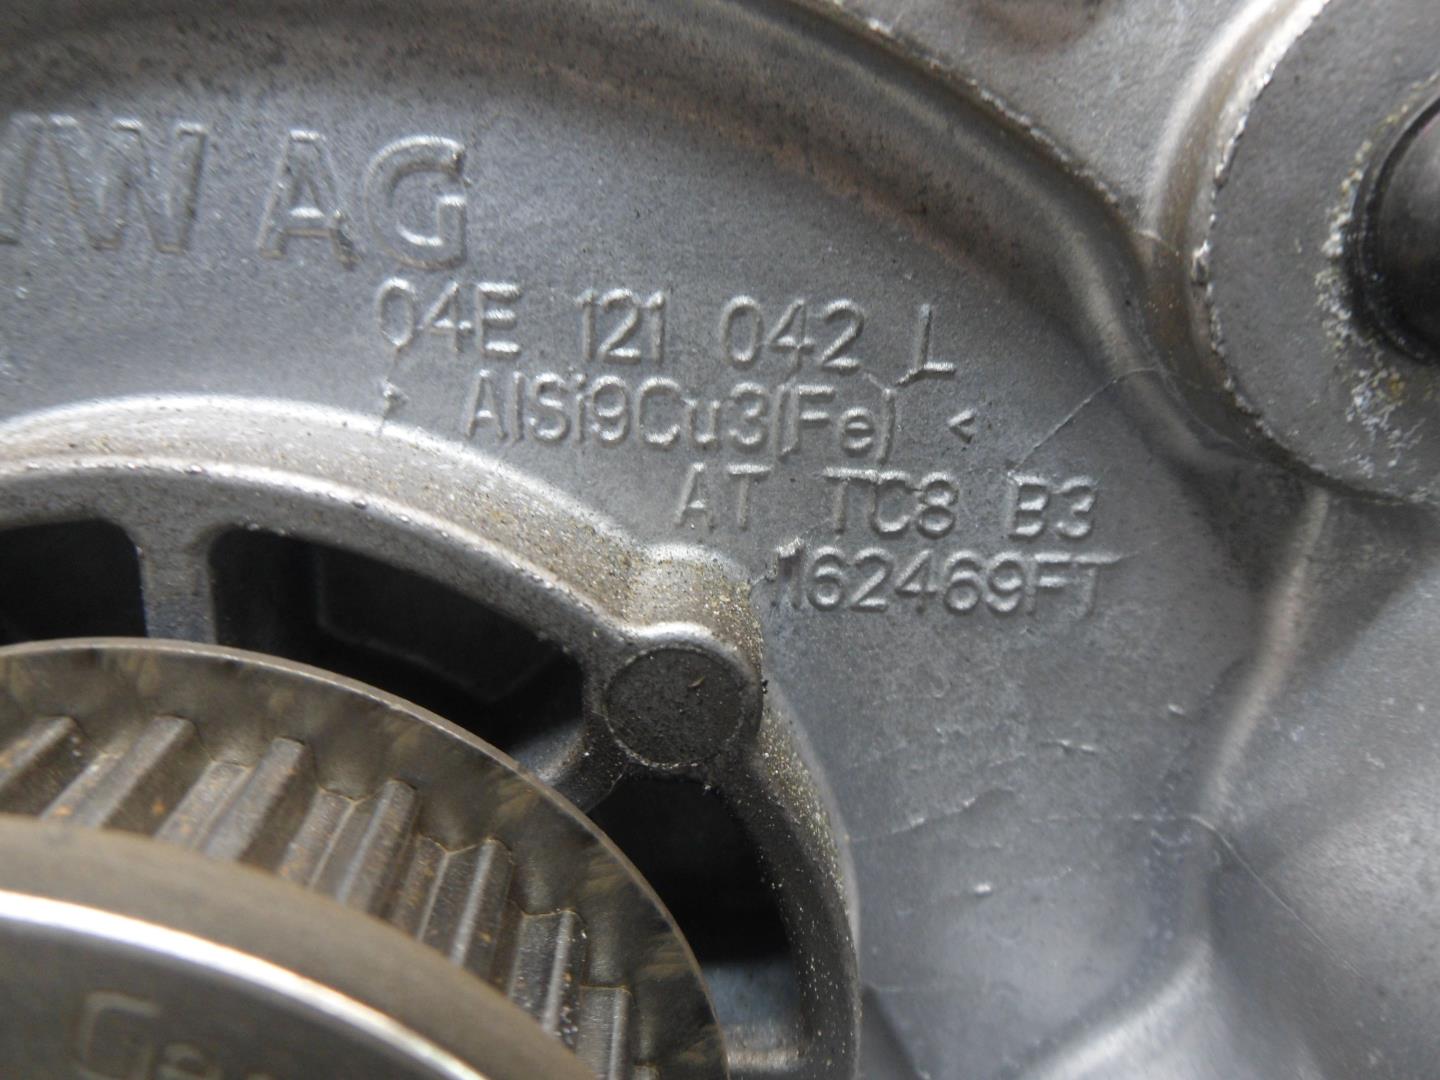 VW AG
04E 121 042 L
> AlSi9Cu3(Fe) <
AT TC8 B3
162469FT